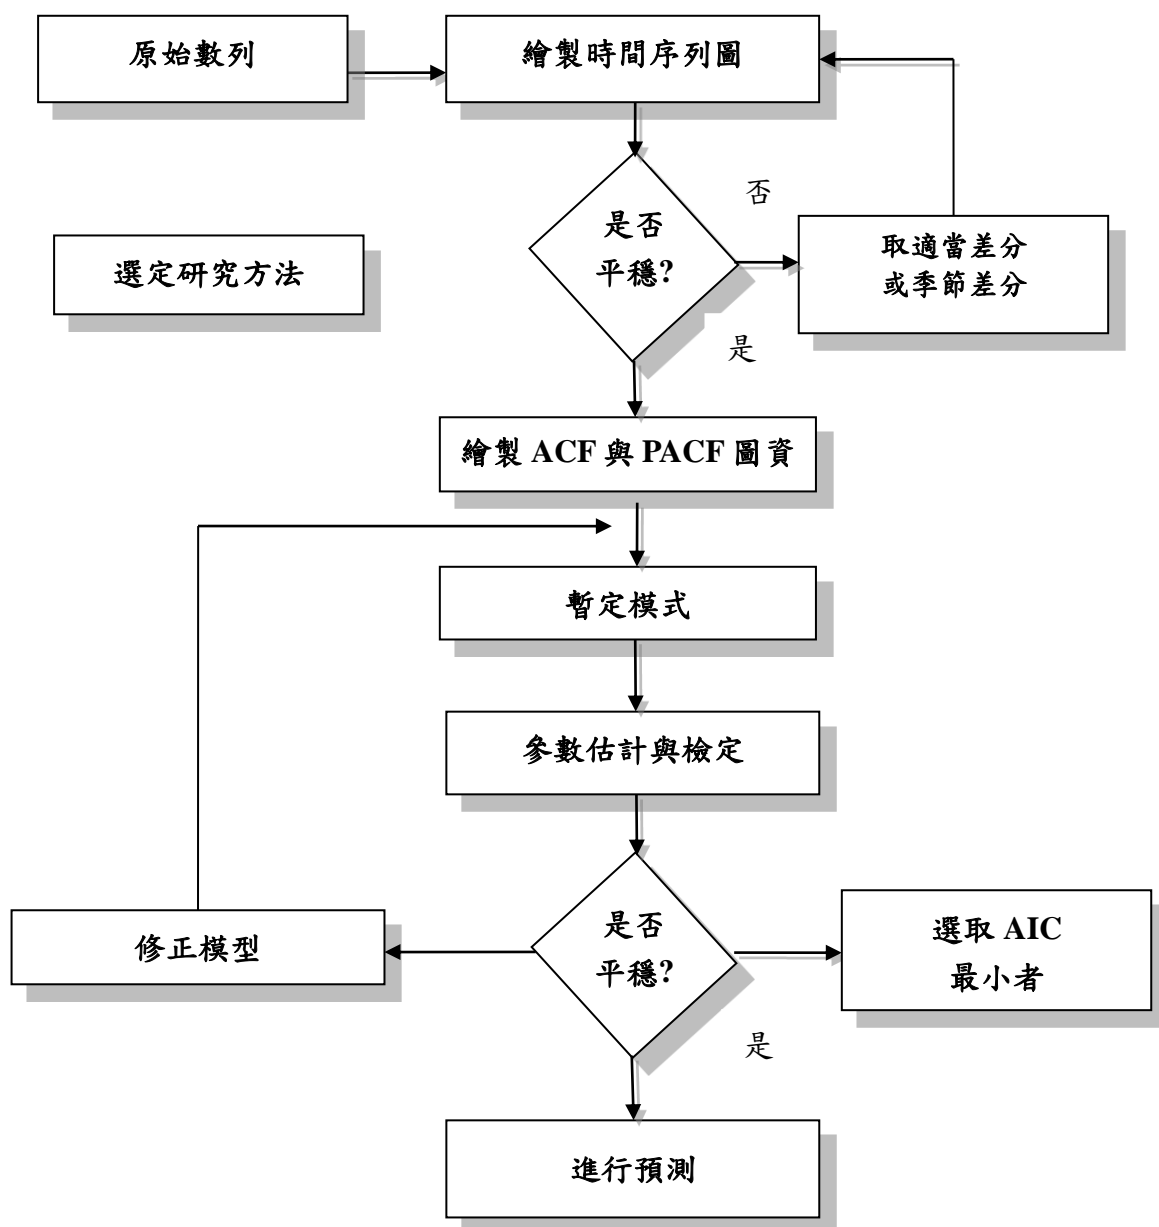 原始數列
繪製時間序列圖
是否
平穩?
否
取適當差分
或季節差分
選定研究方法
是
繪製 ACF 與 PACF 圖資
暫定模式
參數估計與檢定
修正模型
是否
平穩?
選取 AIC
最小者
是
進行預測